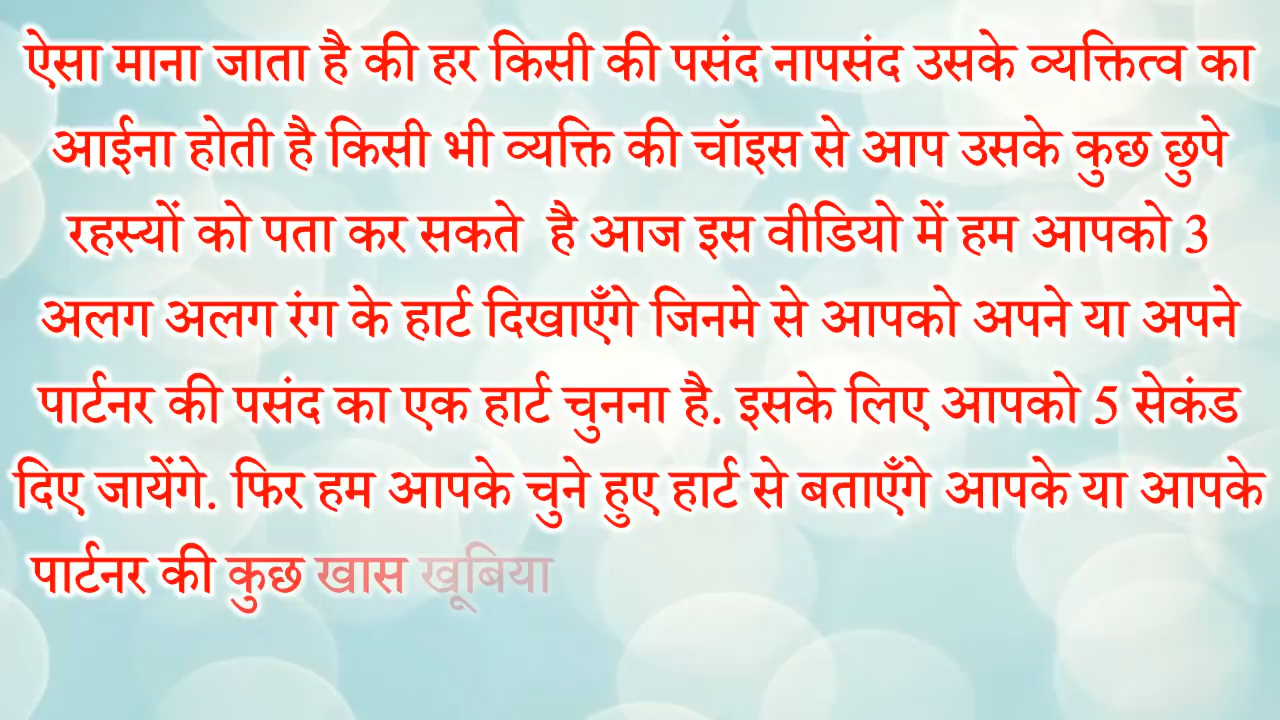 ऐसा माना जाता है की हर किसी की पसंद नापसंद उसके व्यक्तित्व का
आईना होती है किसी भी व्यक्ति की चॉइस से आप उसके कुछ छुपे
रहस्यों को पता कर सकते है आज इस वीडियो में हम आपको 3
अलग अलग रंग के हार्ट दिखाएँगे जिनमे से आपको अपने या अपने
पार्टनर की पसंद का एक हार्ट चुनना है. इसके लिए आपको 5 सेकंड
दिए जायेंगे. फिर हम आपके चुने हुए हार्ट से बताएँगे आपके या आपके
पार्टनर की कुछ खास खूबिया